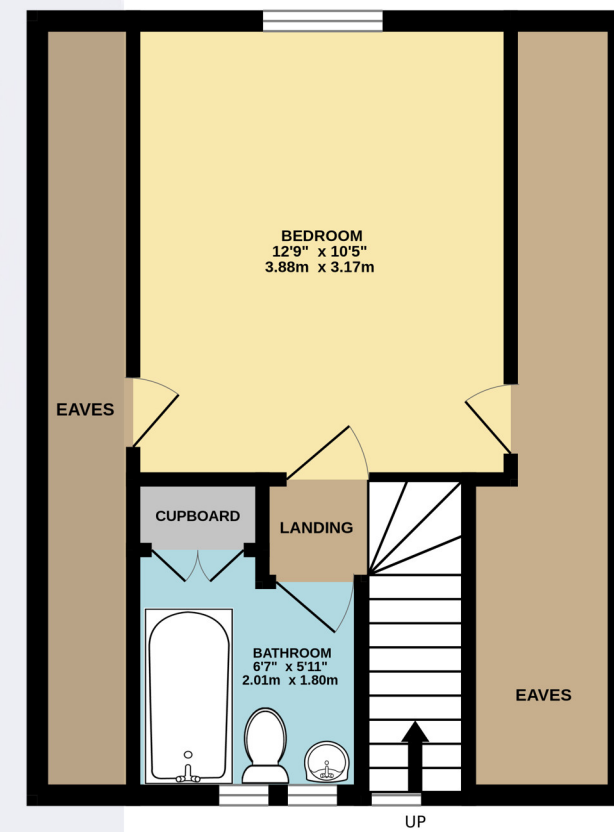 BEDROOM
12'9" x 10'5"
3.88m x 3.17m
EAVES
CUPBOARD
LANDING
BATHROOM
6'7" x 5'11"
2.01m x 1.80m
EAVES
UP